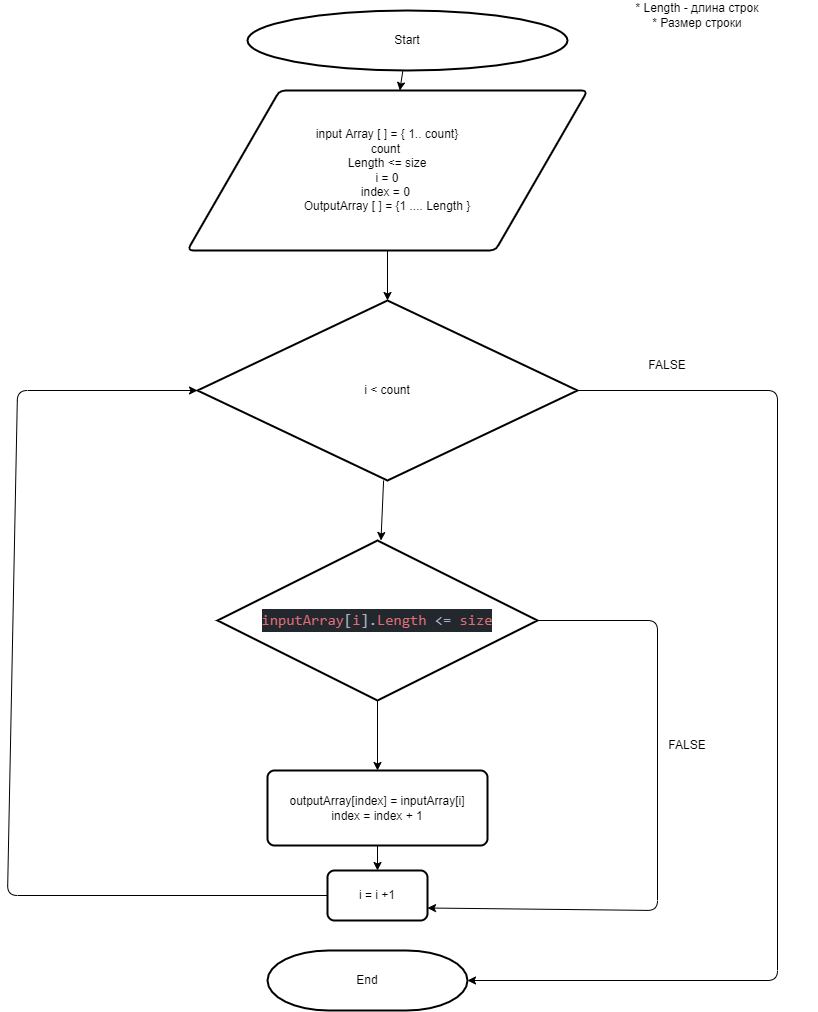 * Length - длина строк
* Размер строки
Start
input Array [ ] = { 1.. count}
count
Length <= size
i = 0
index = 0
OutputArray [ ] = {1 .... Length }
i < count
FALSE
inputArray[i].Length <= size
FALSE
outputArray[index] = inputArray[i]
index = index + 1
i = i +1
End